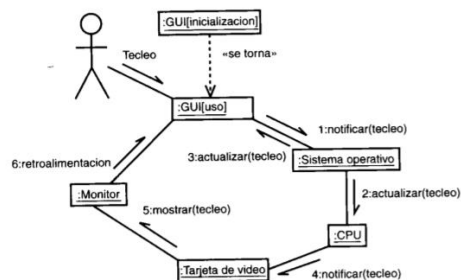 :GUI[inicializacion]
Tecleo
«se torna»
:GUI[uso]
1:notificar(tecleo)
3:actualizar(tecleo)
:Sistema operativo
6:retroalimentacion
2:actualizar(tecleo)
:Monitor
5:mostrar(tecleo)
:CPU
:Tarjeta de video
4:notificar(tecleo)